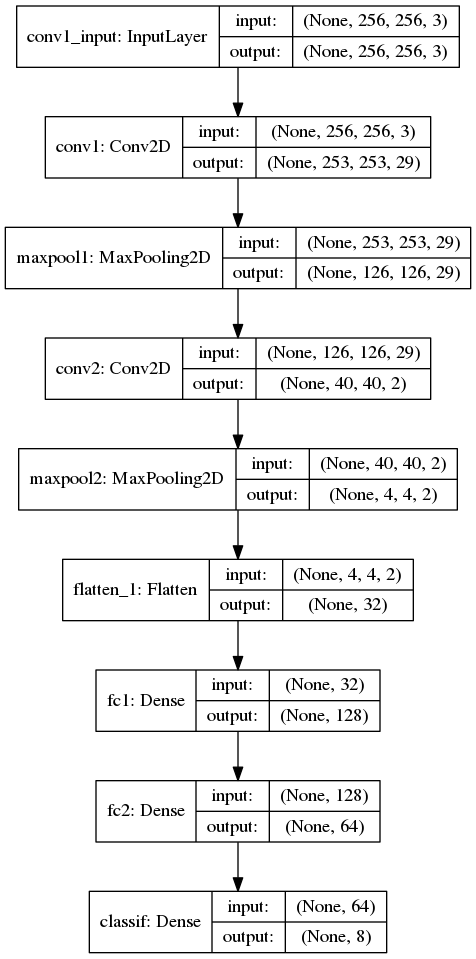 conv1_input: InputLayer
input: (None, 256, 256, 3)
output: (None, 256, 256, 3)
conv1: Conv2D
input: (None, 256, 256, 3)
output: (None, 253, 253, 29)
maxpool1: MaxPooling2D
input: (None, 253, 253, 29)
output: (None, 126, 126, 29)
conv2: Conv2D
input: (None, 126, 126, 29)
output: (None, 40, 40, 2)
maxpool2: MaxPooling2D
input: (None, 40, 40, 2)
output: (None, 4, 4, 2)
flatten_1: Flatten
input: (None, 4, 4, 2)
output: (None, 32)
fc1: Dense
input: (None, 32)
output: (None, 128)
fc2: Dense
input: (None, 128)
output: (None, 64)
classif: Dense
input: (None, 64)
output: (None, 8)